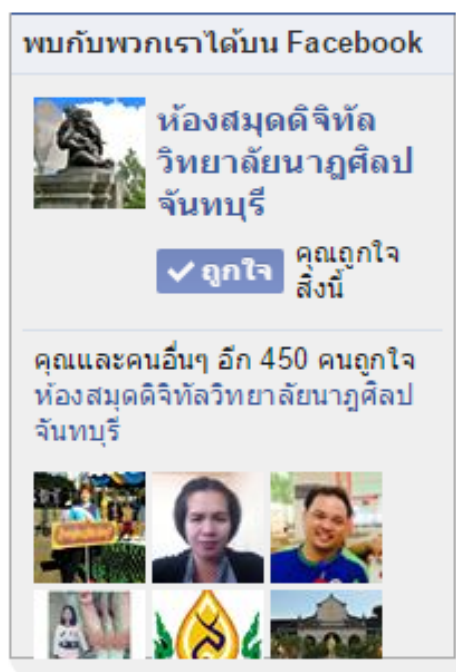 พบกับพวกเราได้บน Facebook
ห้องสมุดดิจิทัล
วิทยาลัยนาฏศิลป
จันทบุรี
ถูกใจ
คุณถูกใจ
สิ่งนี้
คุณและคนอื่นๆ อีก 450 คนถูกใจ
ห้องสมุดดิจิทัลวิทยาลัยนาฏศิลป
จันทบุรี